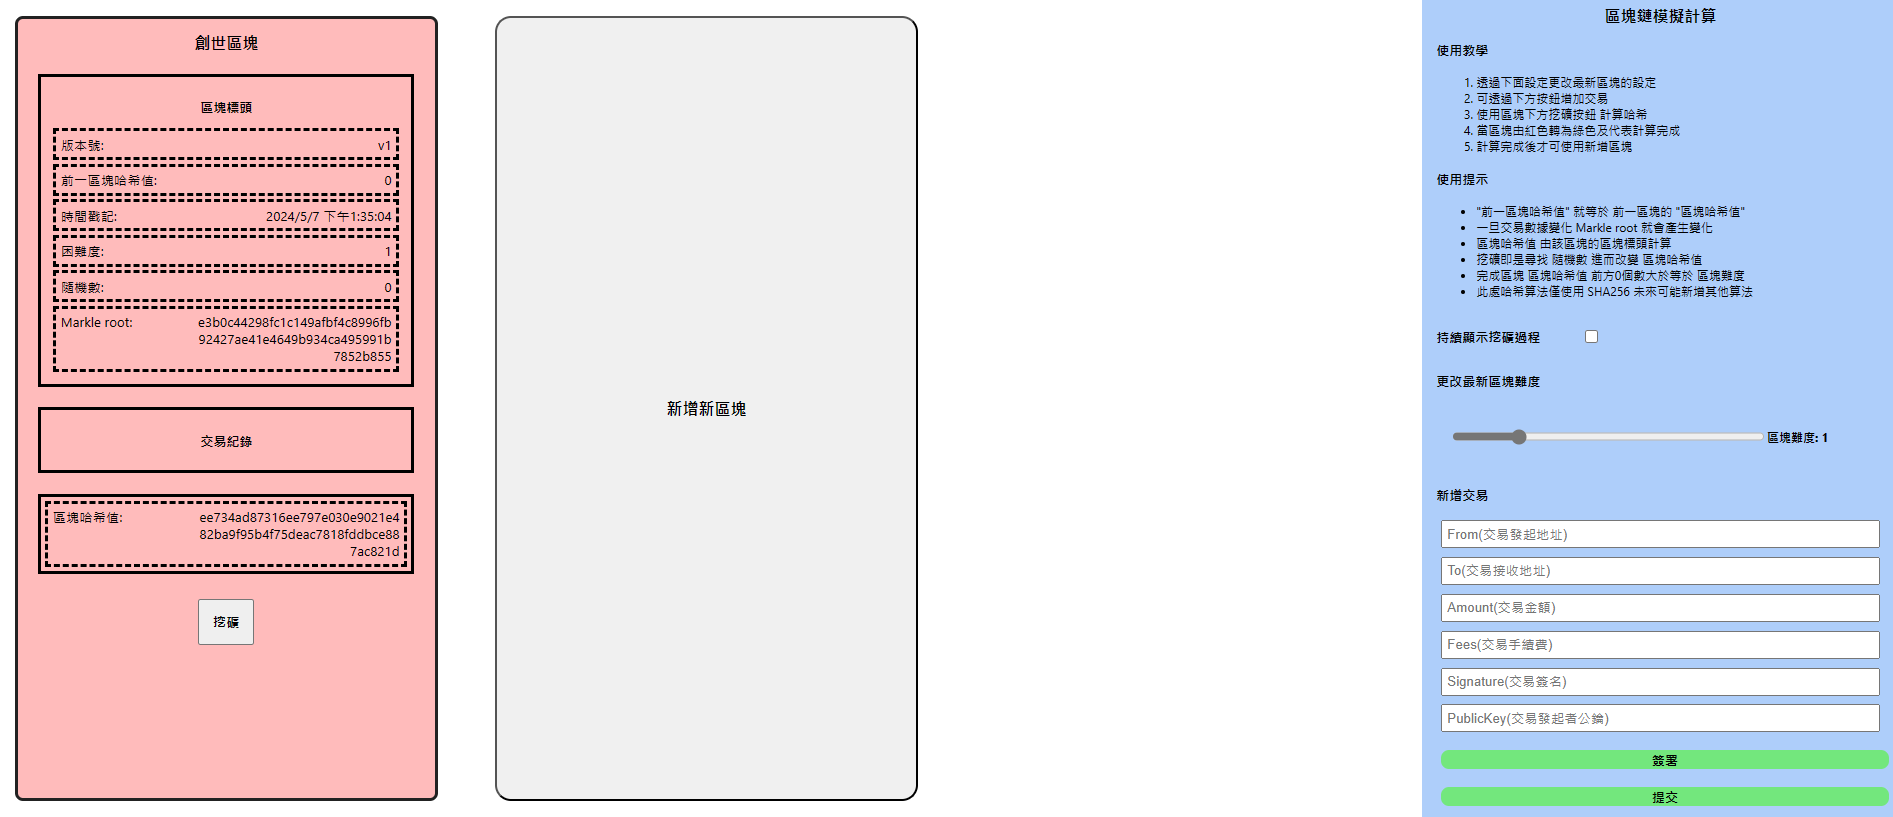 創世區塊
區塊標頭
版本號: v1
前一區塊哈希值: 0
時間戳記: 2024/5/7 下午1:35:04
困難度: 1
隨機數: 0
Markle root: e3b0c44298fc1c149afbf4c8996fb
92427ae41e4649b934ca495991b
7852b855
交易紀錄
區塊哈希值: ee734ad87316ee797e030e9021e4
82ba9f95b4f75deac7818fddbce88
7ac821d
挖礦
新增新區塊
區塊鏈模擬計算
使用教學
1. 透過下面設定更改最新區塊的設定
2. 可透過下方按鈕增加交易
3. 使用區塊下方挖礦按鈕 計算哈希
4. 當區塊由紅色轉為綠色及代表計算完成
5. 計算完成後才可使用新增區塊
使用提示
• "前一區塊哈希值" 就等於 前一區塊的 "區塊哈希值"
• 一旦交易數據變化 Markle root 就會產生變化
• 區塊哈希值 由該區塊的區塊標頭計算
• 挖礦即是尋找 隨機數 進而改變 區塊哈希值
• 完成區塊 區塊哈希值 前方0個數大於等於 區塊難度
• 此處哈希算法僅使用 SHA256 未來可能新增其他算法
持續顯示挖礦過程
更改最新區塊難度
區塊難度: 1
新增交易
From(交易發起地址)
To(交易接收地址)
Amount(交易金額)
Fees(交易手續費)
Signature(交易簽名)
PublicKey(交易發起者公鑰)
簽署
提交